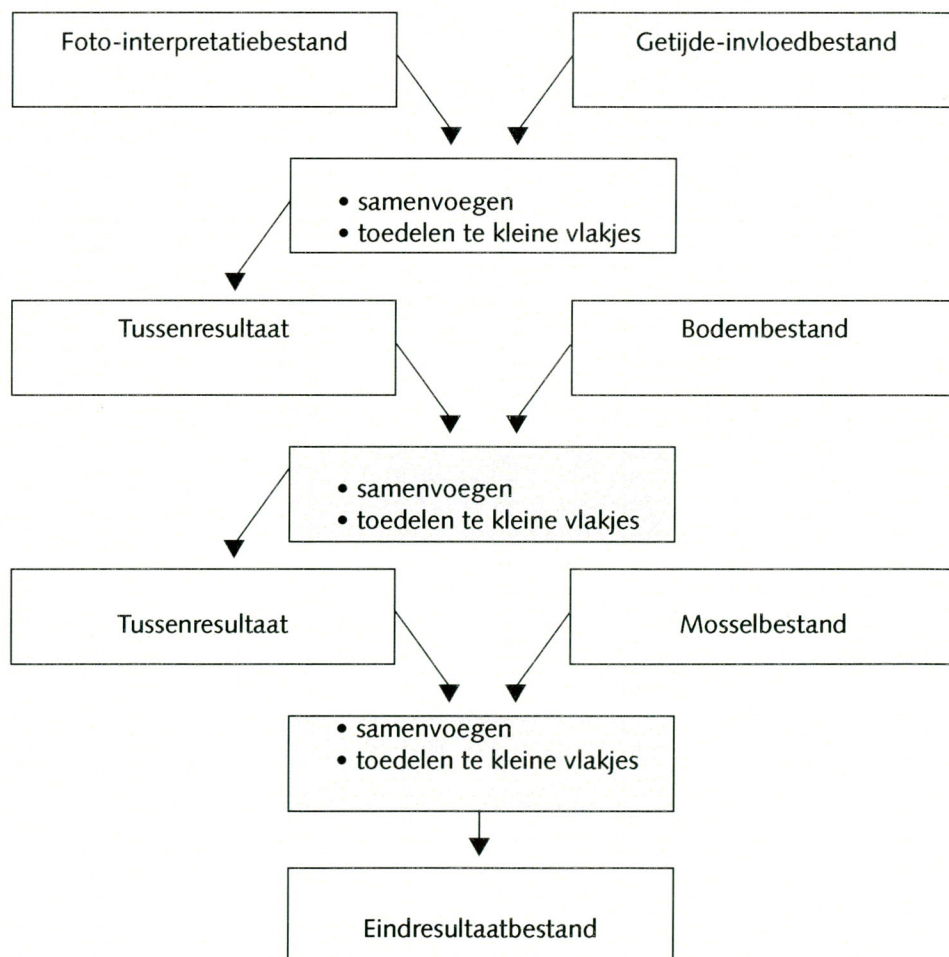 Foto-interpretatiebestand
Getijde-invloedbestand
• samenvoegen
• toedelen te kleine vlakjes
Tussenresultaat
Bodembestand
• samenvoegen
• toedelen te kleine vlakjes
Tussenresultaat
Mosselbestand
• samenvoegen
• toedelen te kleine vlakjes
Eindresultaatbestand